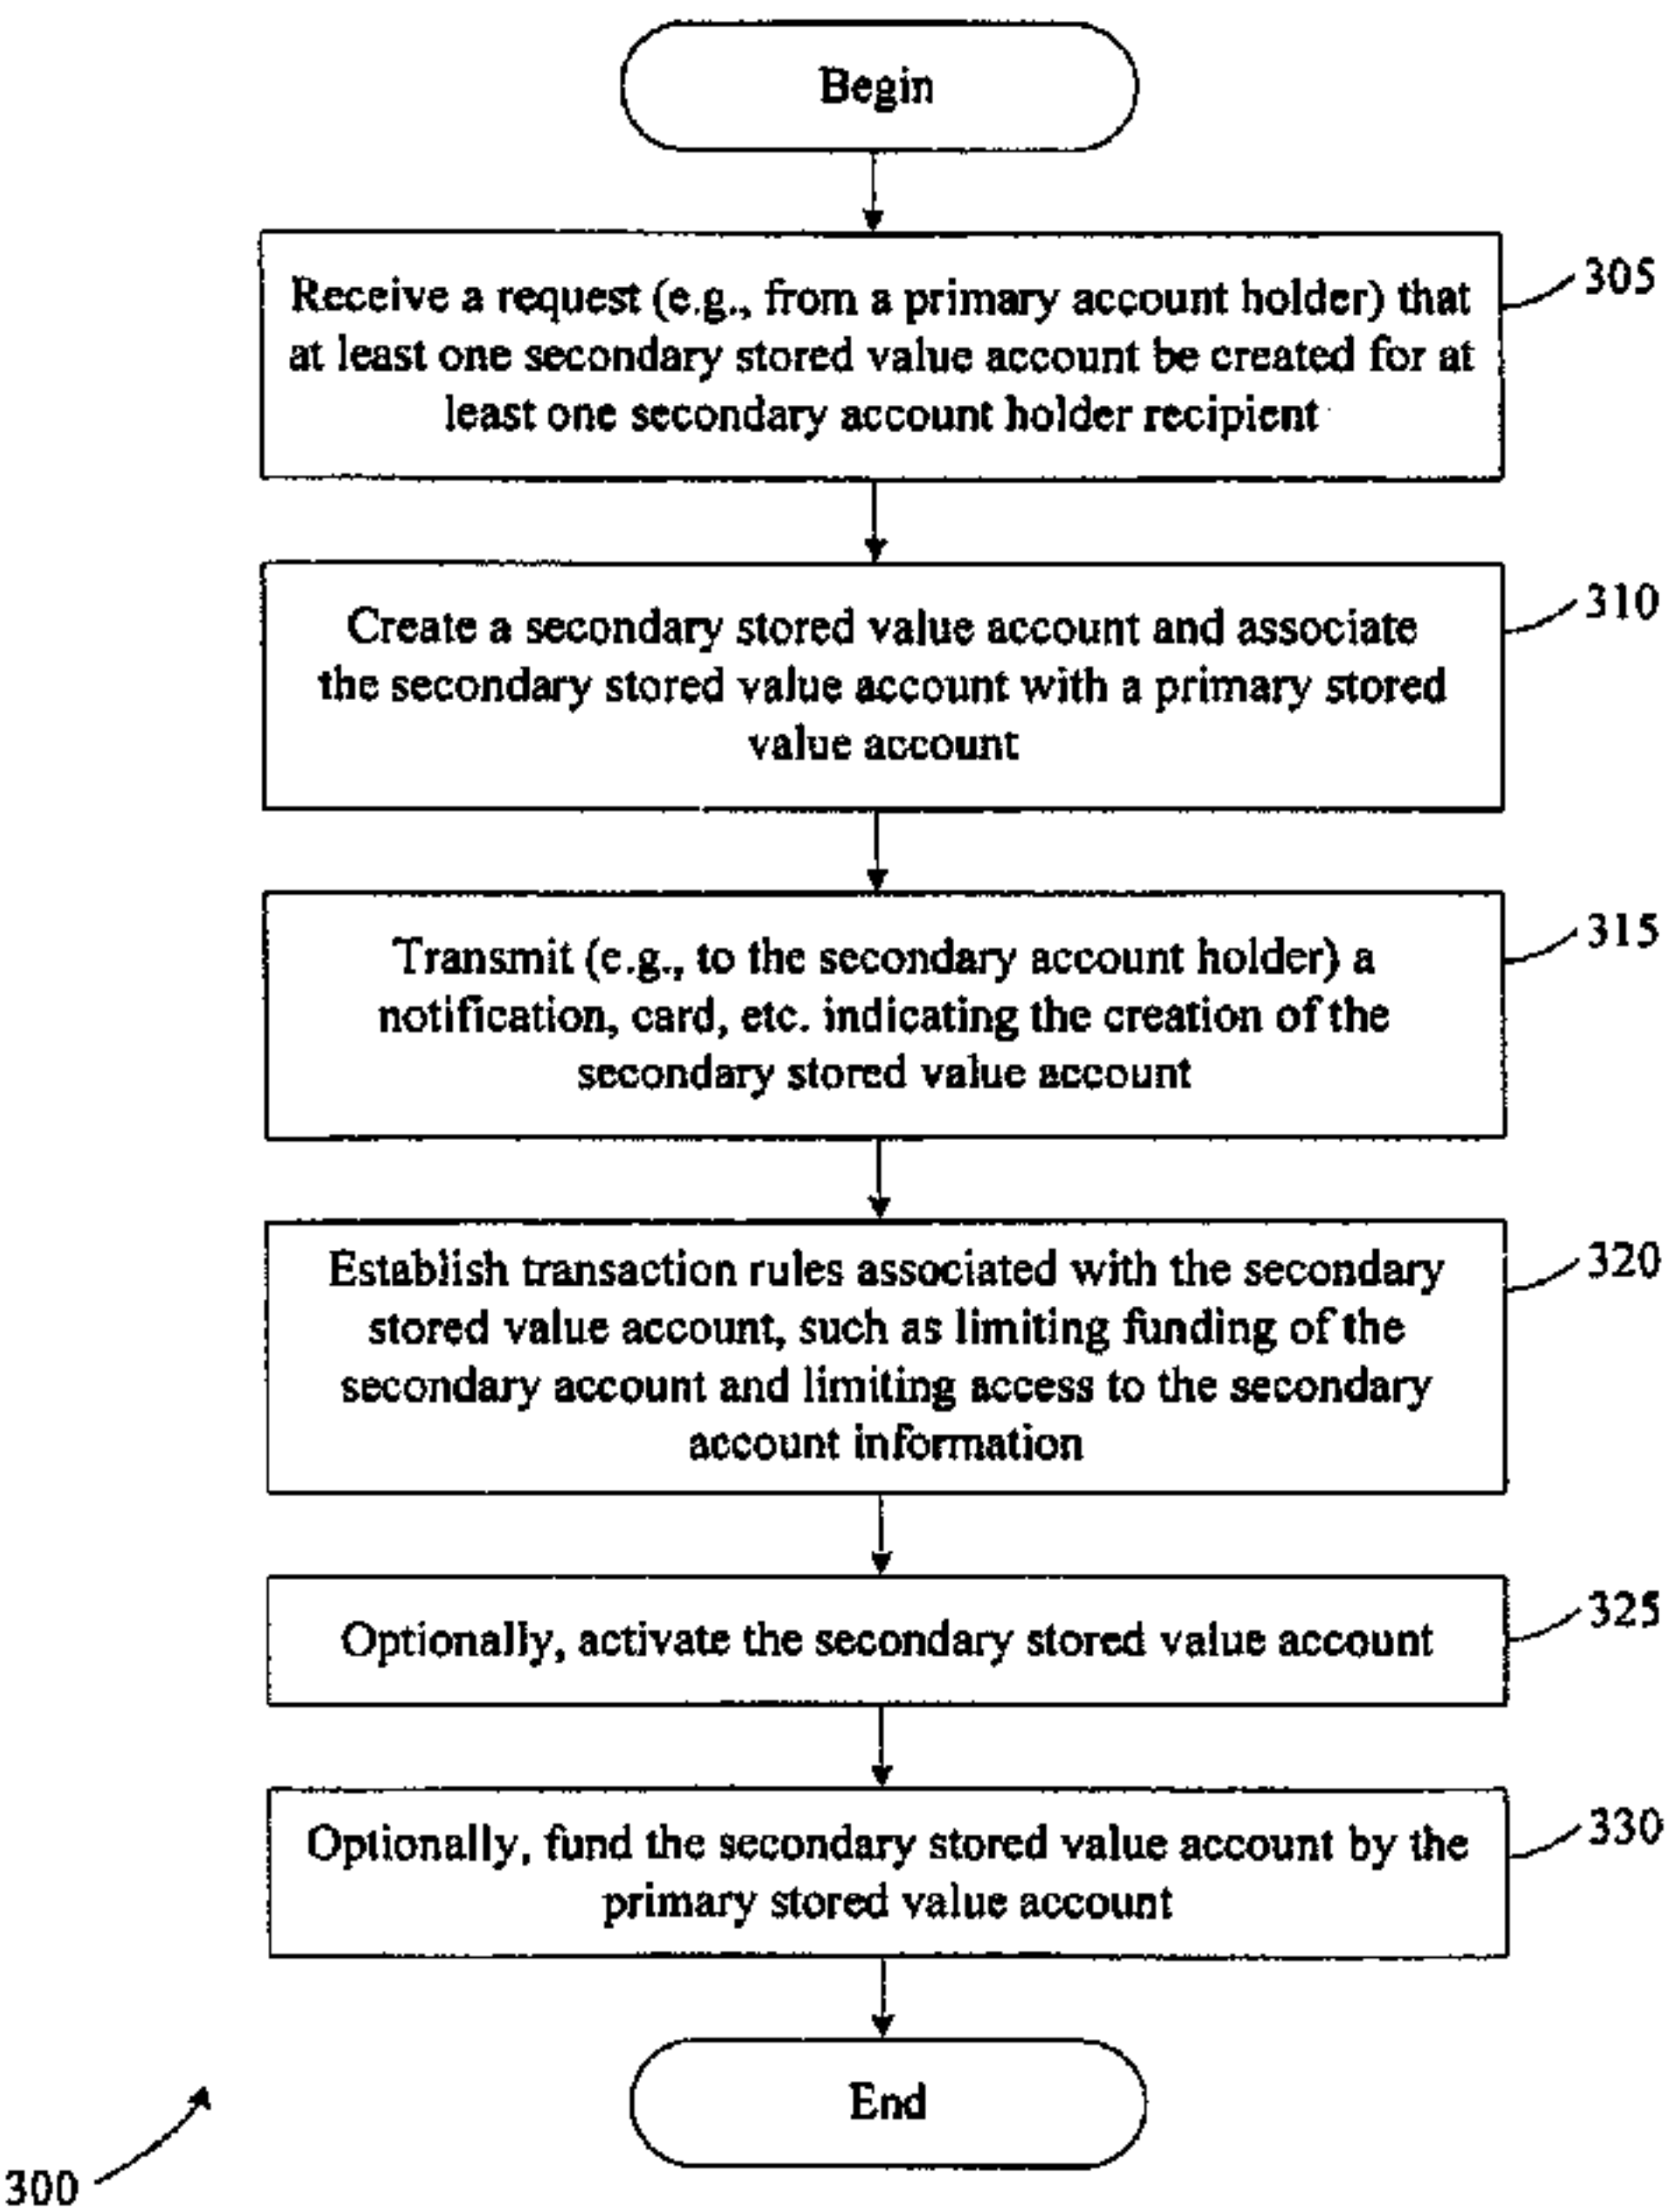 Begin
Receive a request (e.g., from a primary account holder) that
at least one secondary stored value account be created for at
least one secondary account holder recipient
305
Create a secondary stored value account and associate
the secondary stored value account with a primary stored
value account
310
Transmit (e.g., to the secondary account holder) a
notification, card, etc. indicating the creation of the
secondary stored value account
315
Establish transaction rules associated with the secondary
stored value account, such as limiting funding of the
secondary account and limiting access to the secondary
account information
320
Optionally, activate the secondary stored value account
325
Optionally, fund the secondary stored value account by the
primary stored value account
330
End
300